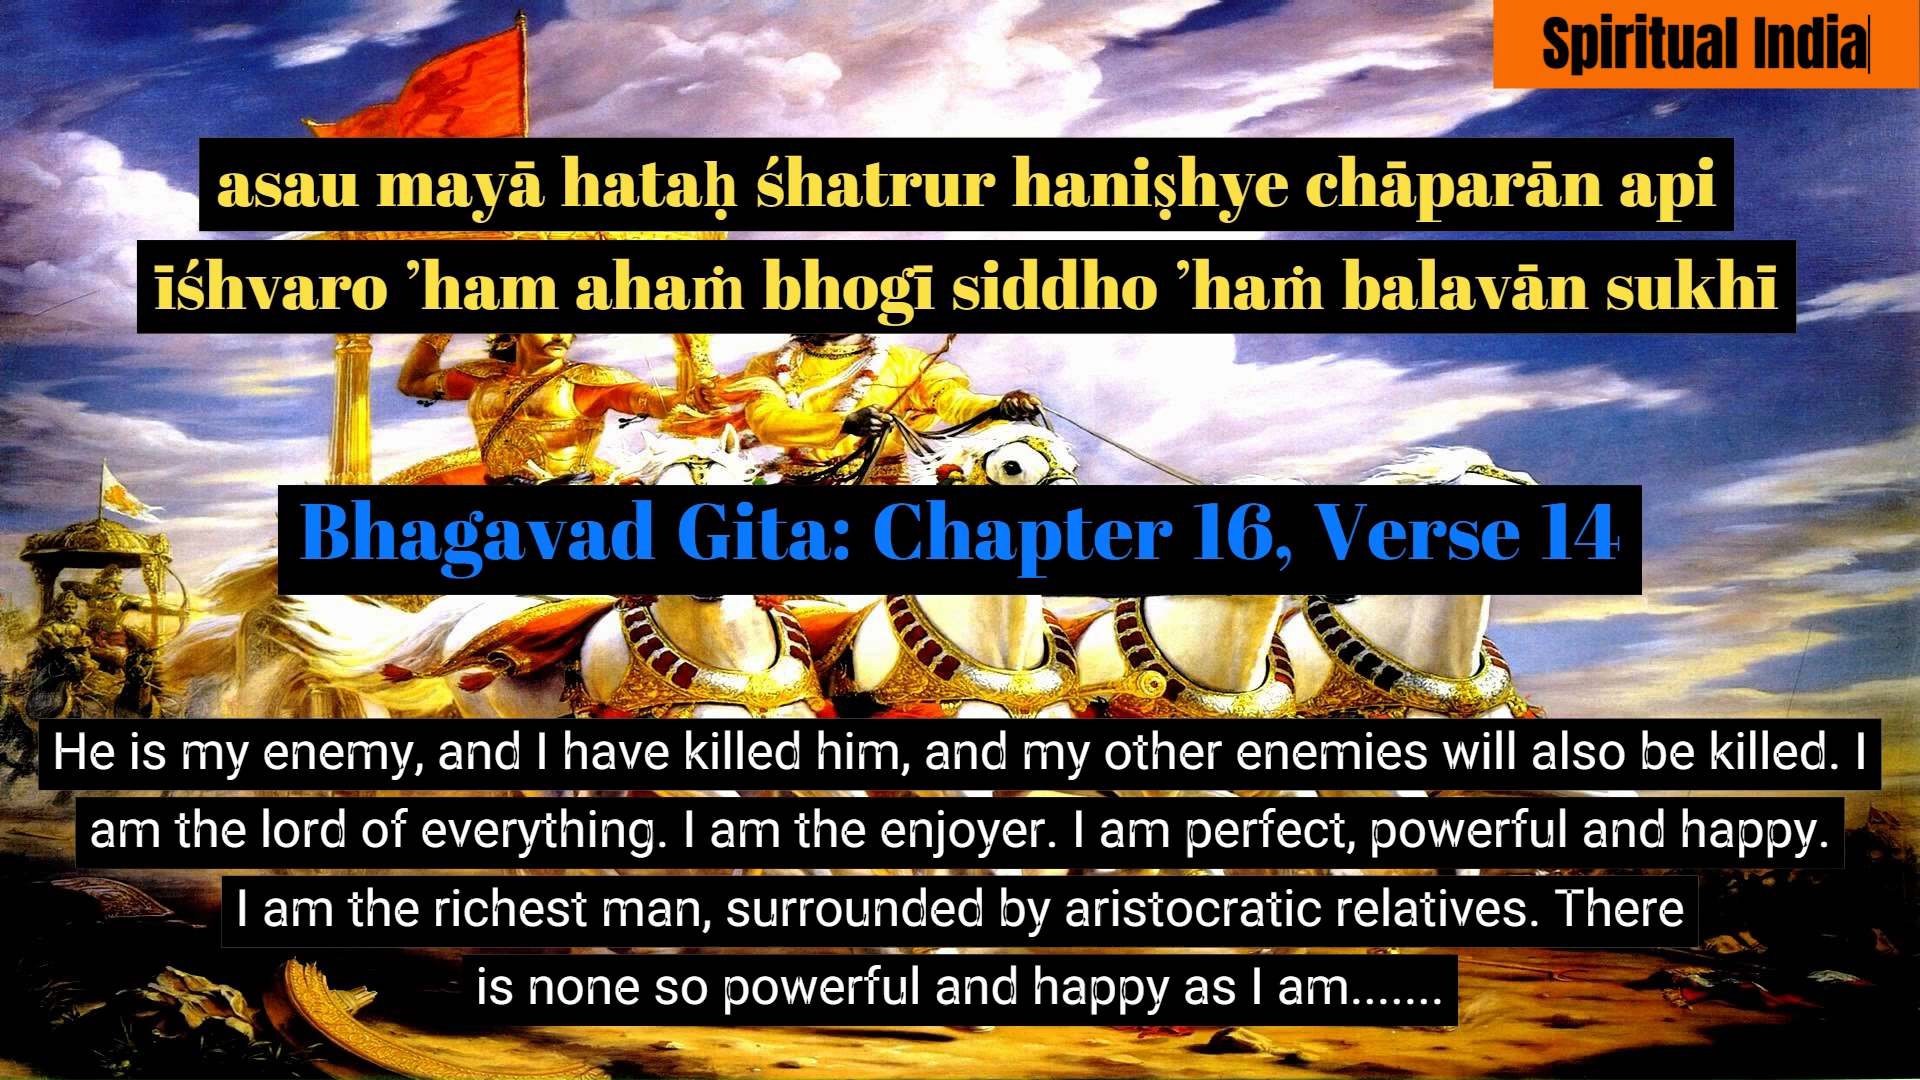 Spiritual India
asau mayā hataḥ śhatrur haniṣhye chāparān api
īśhvaro ’ham ahaṁ bhogī siddho ’haṁ balavān sukhī
Bhagavad Gita: Chapter 16, Verse 14
He is my enemy, and I have killed him, and my other enemies will also be killed. I
am the lord of everything. I am the enjoyer. I am perfect, powerful and happy.
I am the richest man, surrounded by aristocratic relatives. There
is none so powerful and happy as I am.......